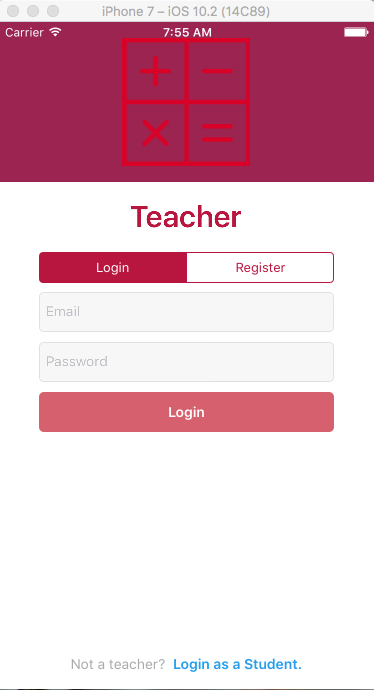 iPhone 7 – iOS 10.2 (14C89)
Carrier 7:55 AM
Teacher
Login Register
Email
Password
Login
Not a teacher? Login as a Student.